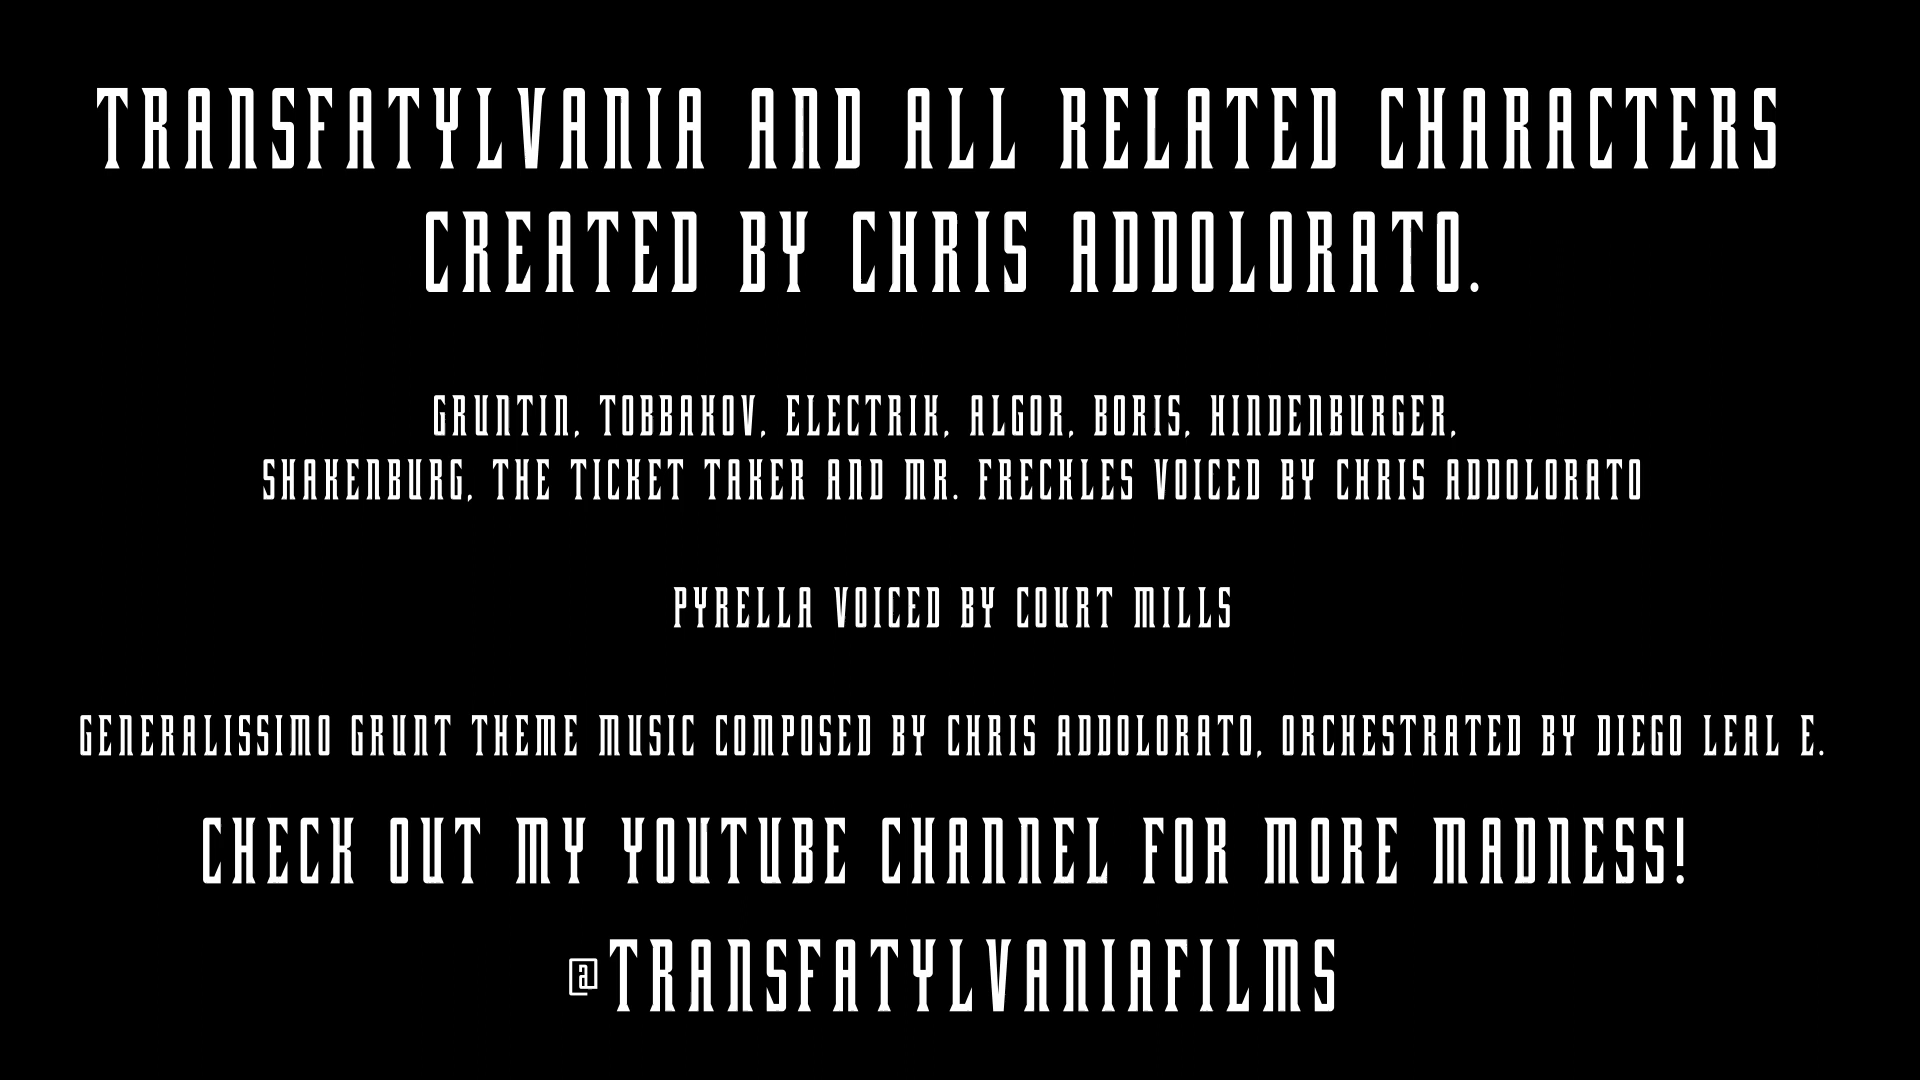 TRANSFATYLVANIA AND ALL RELATED CHARACTERS
CREATED BY CHRIS ADDOLORATO.
GRUNTIN, TOBBAKOV, ELECTRIK, ALGOR, BORIS, HINDENBURGER,
SHAKENBURG, THE TICKET TAKER AND MR. FRECKLES VOICED BY CHRIS ADDOLORATO
PYRELLA VOICED BY COURT MILLS
GENERALISSIMO GRUNT THEME MUSIC COMPOSED BY CHRIS ADDOLORATO, ORCHESTRATED BY DIEGO LEAL E.
CHECK OUT MY YOUTUBE CHANNEL FOR MORE MADNESS!
@TRANSFATYLVANIAFILMS